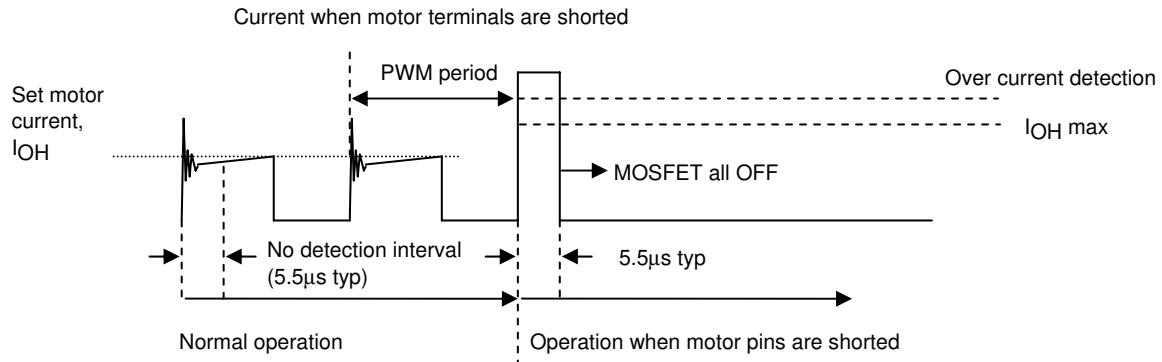 Current when motor terminals are shorted
PWM period
Over current detection
Set motor
current,
IOH
IOH max
MOSFET all OFF
No detection interval
(5.5μs typ)
5.5μs typ
Normal operation
Operation when motor pins are shorted